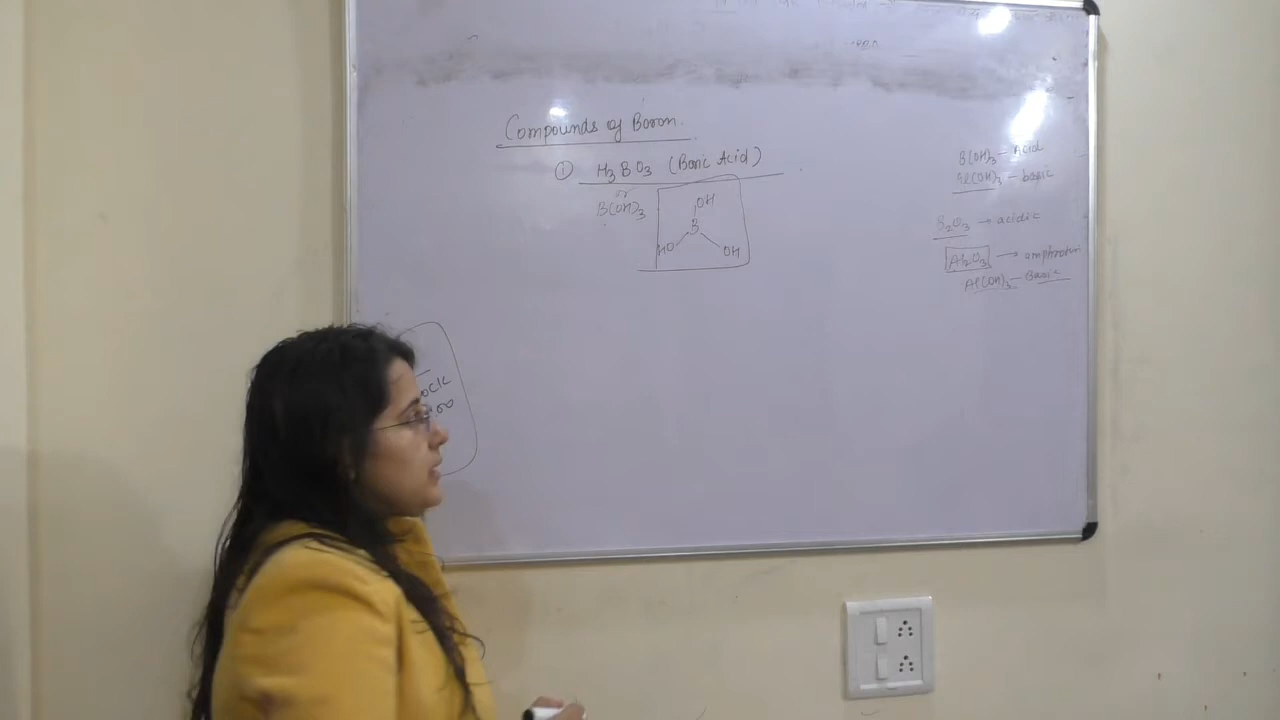 Compounds of Boron.
① H3BO3 (Boric Acid)
or
B(OH)3
OH
B
HO OH
B(OH)3 — Acid
Al(OH)3 — basic
B2O3 → acidic
Al2O3 → amphoteric
Al(OH)3 — Basic